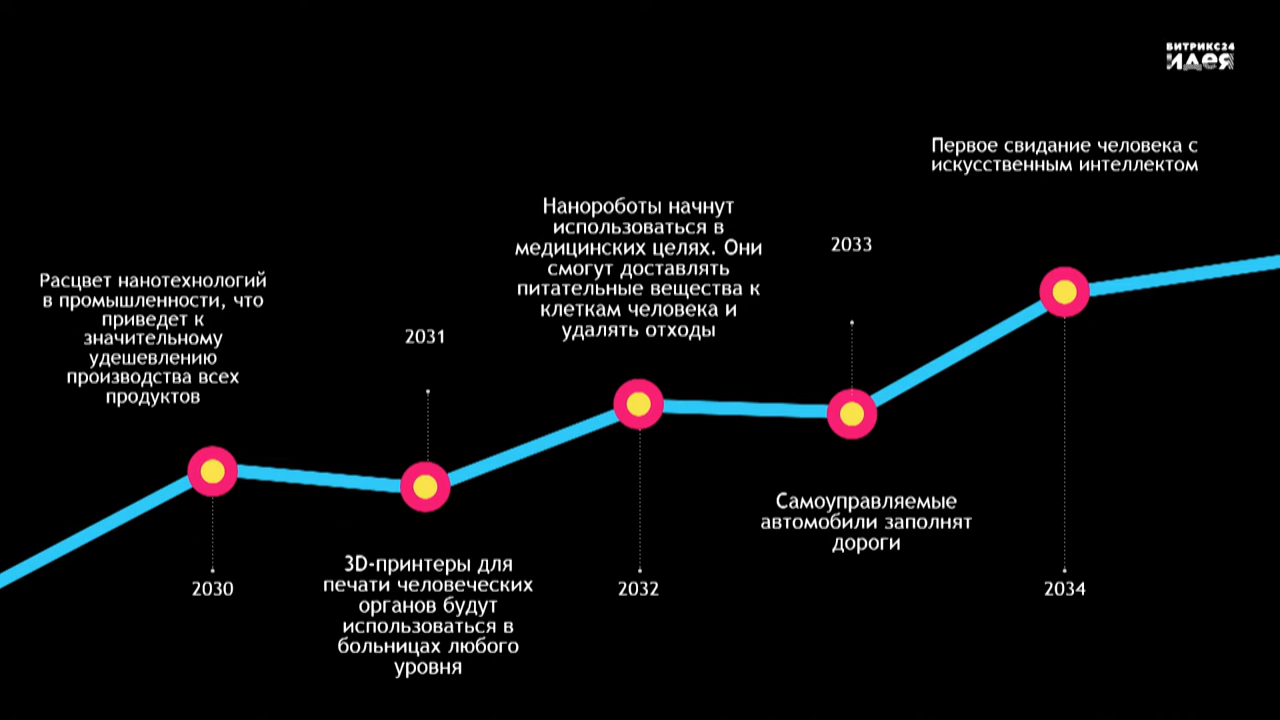 БИТРИКС24
идея
Первое свидание человека с
искусственным интеллектом
Нанороботы начнут
использоваться в
медицинских целях. Они
смогут доставлять
питательные вещества к
клеткам человека и
удалять отходы
2033
Расцвет нанотехнологий
в промышленности, что
приведет к
значительному
удешевлению
производства всех
продуктов
2031
Самоуправляемые
автомобили заполнят
дороги
3D-принтеры для
печати человеческих
органов будут
использоваться в
больницах любого
уровня
2030
2032
2034